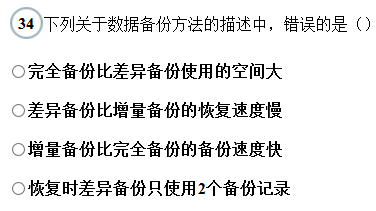 34 下列关于数据备份方法的描述中，错误的是（）
完全备份比差异备份使用的空间大
差异备份比增量备份的恢复速度慢
增量备份比完全备份的备份速度快
恢复时差异备份只使用2个备份记录